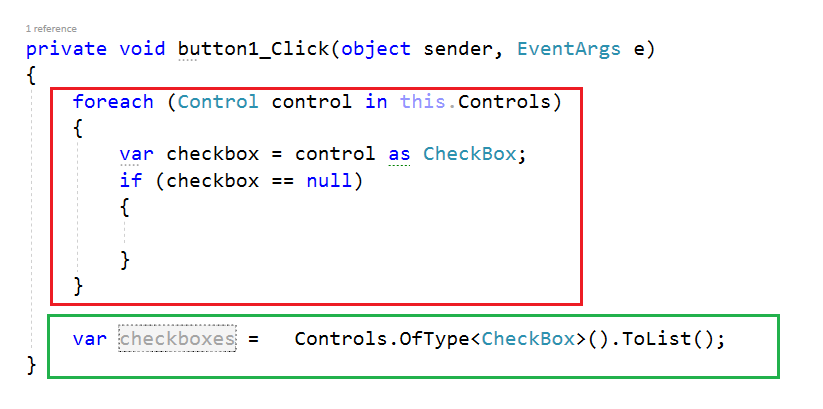 1 reference
private void button1_Click(object sender, EventArgs e)
{
foreach (Control control in this.Controls)
{
var checkbox = control as CheckBox;
if (checkbox == null)
{
}
}
var checkboxes = Controls.OfType<CheckBox>().ToList();
}